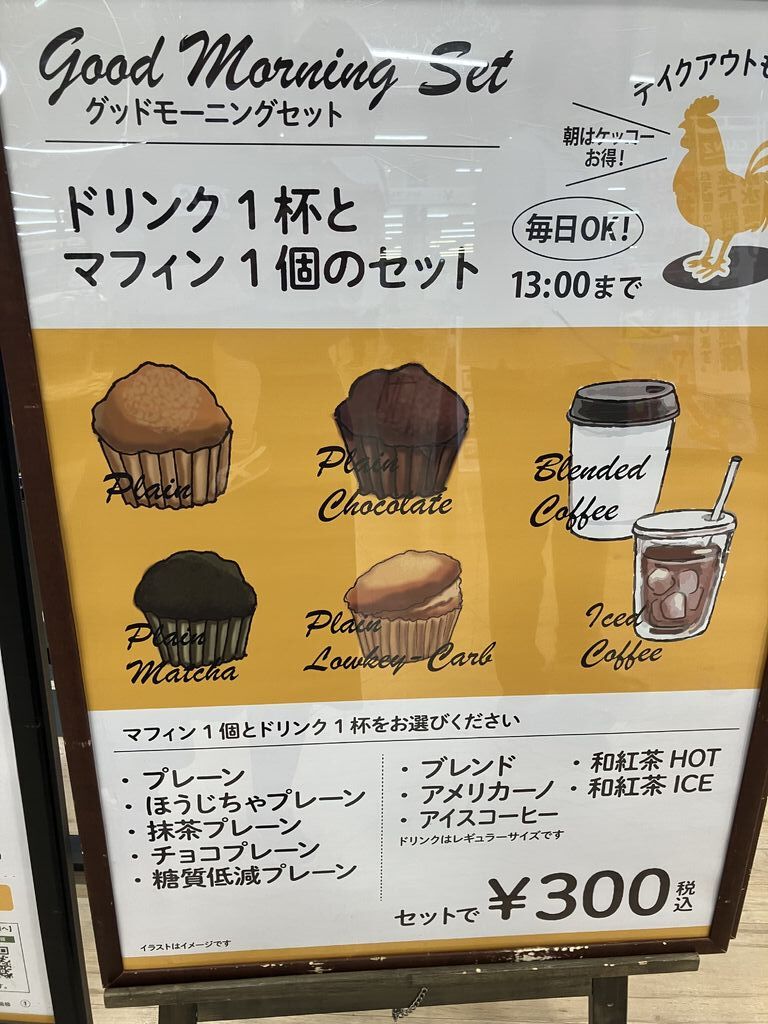 Good Morning Set
グッドモーニングセット
テイクアウトも
朝はケッコー
お得!
ドリンク1杯と
マフィン1個のセット
毎日OK!
13:00まで
Plain
Plain
Chocolate
Blended
Coffee
Plain
Matcha
Plain
Lowkey-Carb
Iced
Coffee
マフィン1個とドリンク1杯をお選びください
・プレーン
・ほうじちゃプレーン
・抹茶プレーン
・チョコプレーン
・糖質低減プレーン
・ブレンド
・アメリカーノ
・アイスコーヒー
・和紅茶 HOT
・和紅茶 ICE
ドリンクはレギュラーサイズです
セットで ¥300 税込
イラストはイメージです